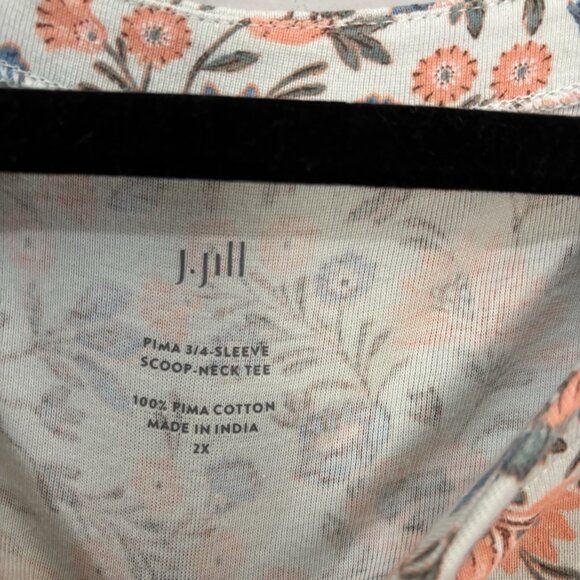 J.Jill
PIMA 3/4-SLEEVE
SCOOP-NECK TEE
100% PIMA COTTON
MADE IN INDIA
2X